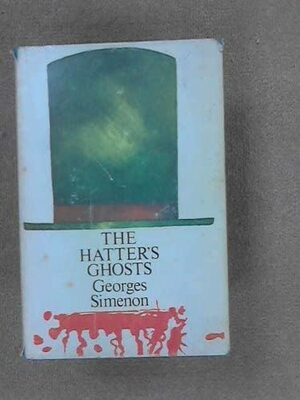 THE
HATTER'S
GHOSTS
Georges
Simenon